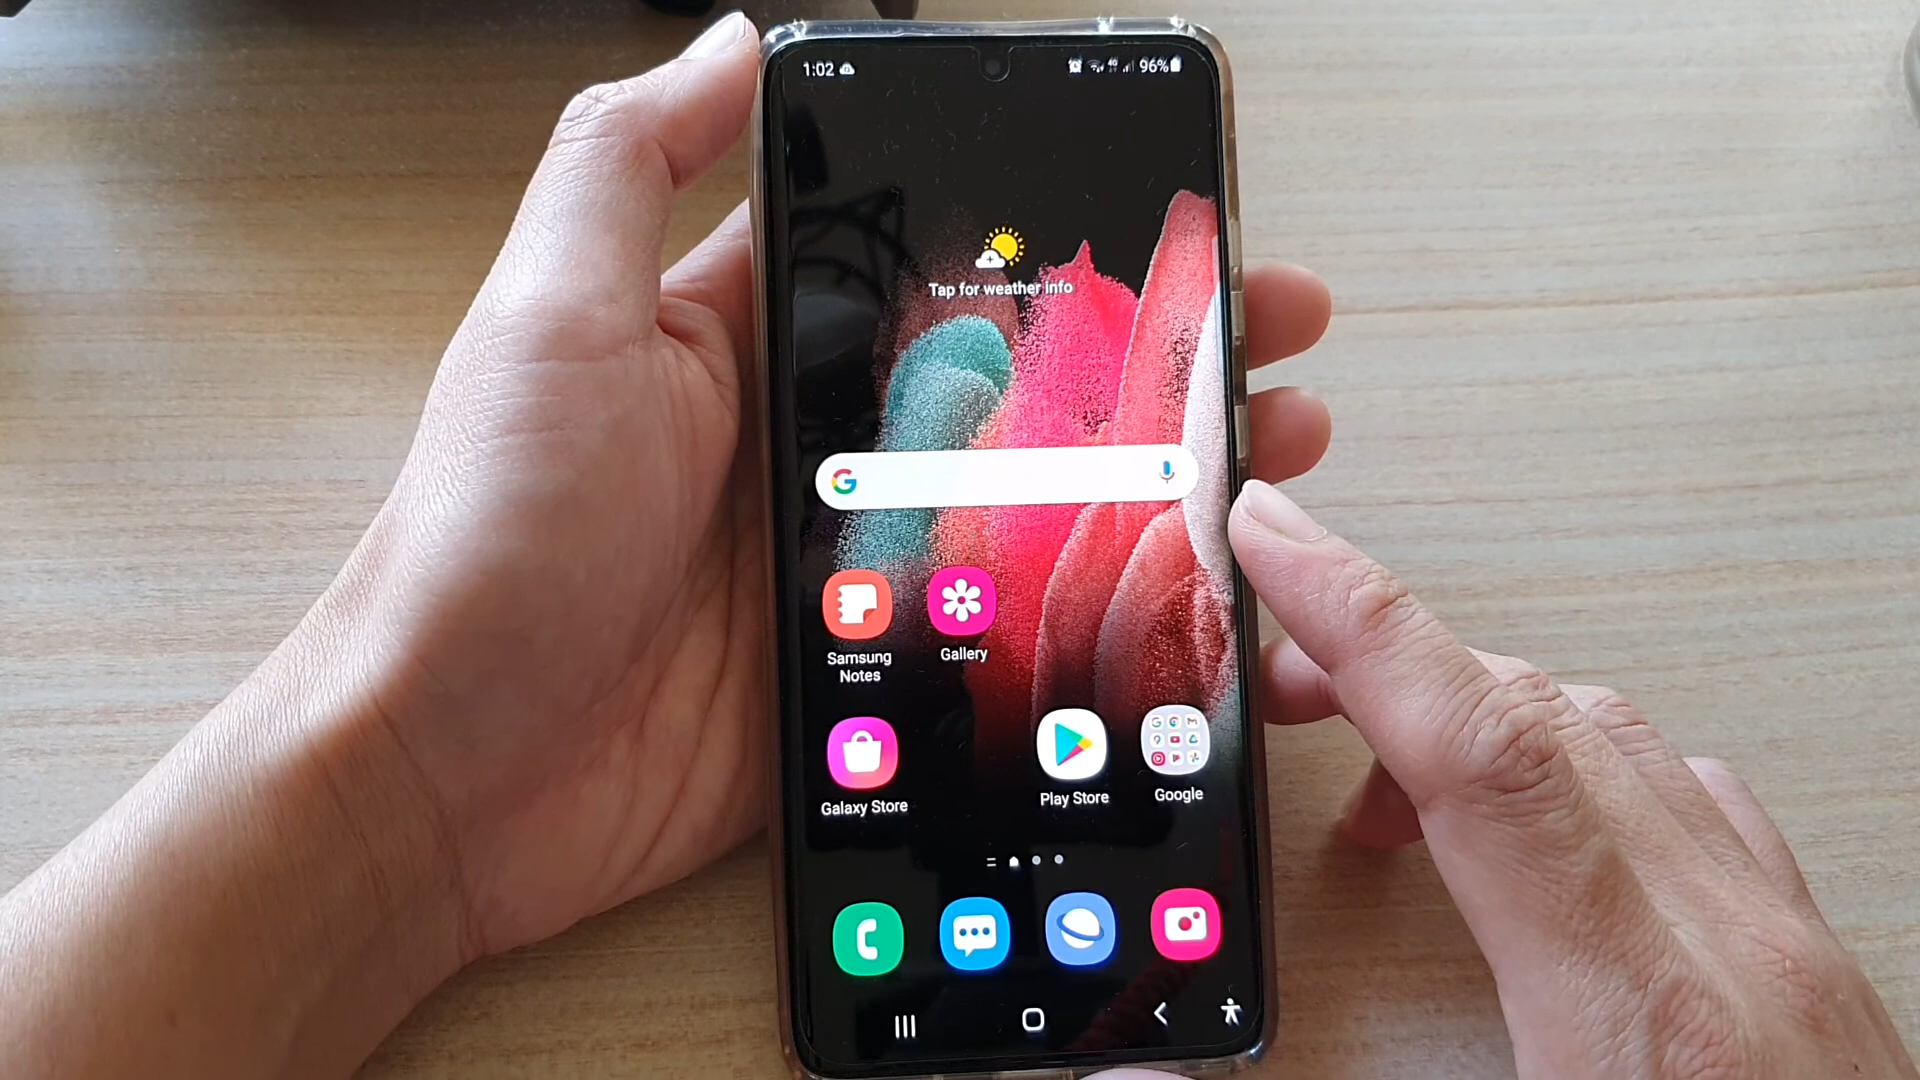 1:02
96%
Tap for weather info
G
Samsung
Notes
Gallery
Galaxy Store
Play Store
Google